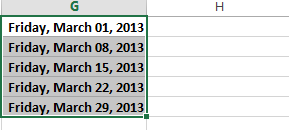 G H
Friday, March 01, 2013
Friday, March 08, 2013
Friday, March 15, 2013
Friday, March 22, 2013
Friday, March 29, 2013